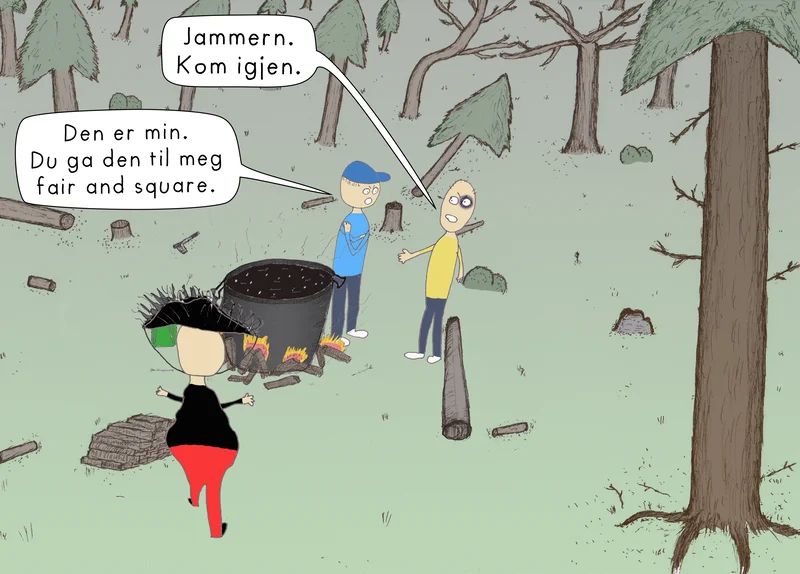 Jammern.
Kom igjen.
Den er min.
Du ga den til meg
fair and square.